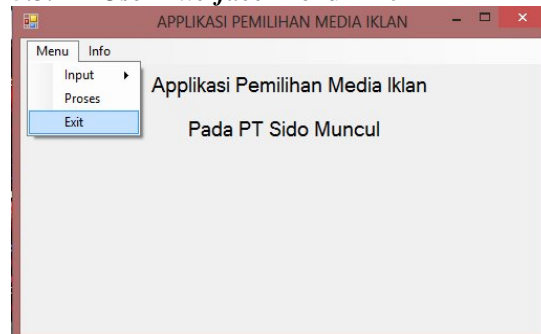 APPLIKASI PEMILIHAN MEDIA IKLAN
Menu Info
Input
Proses
Exit
Applikasi Pemilihan Media Iklan
Pada PT Sido Muncul